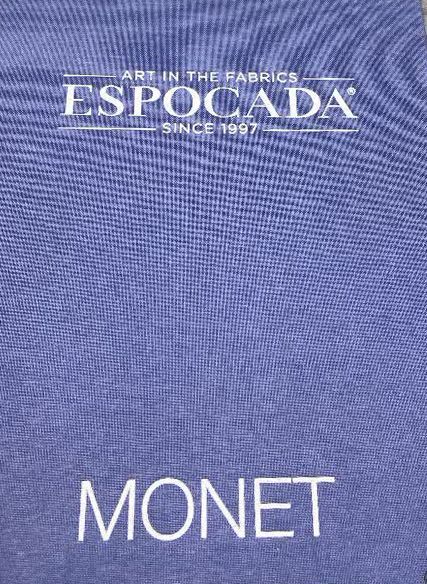 ART IN THE FABRICS
ESPOCADA®
SINCE 1997
MONET